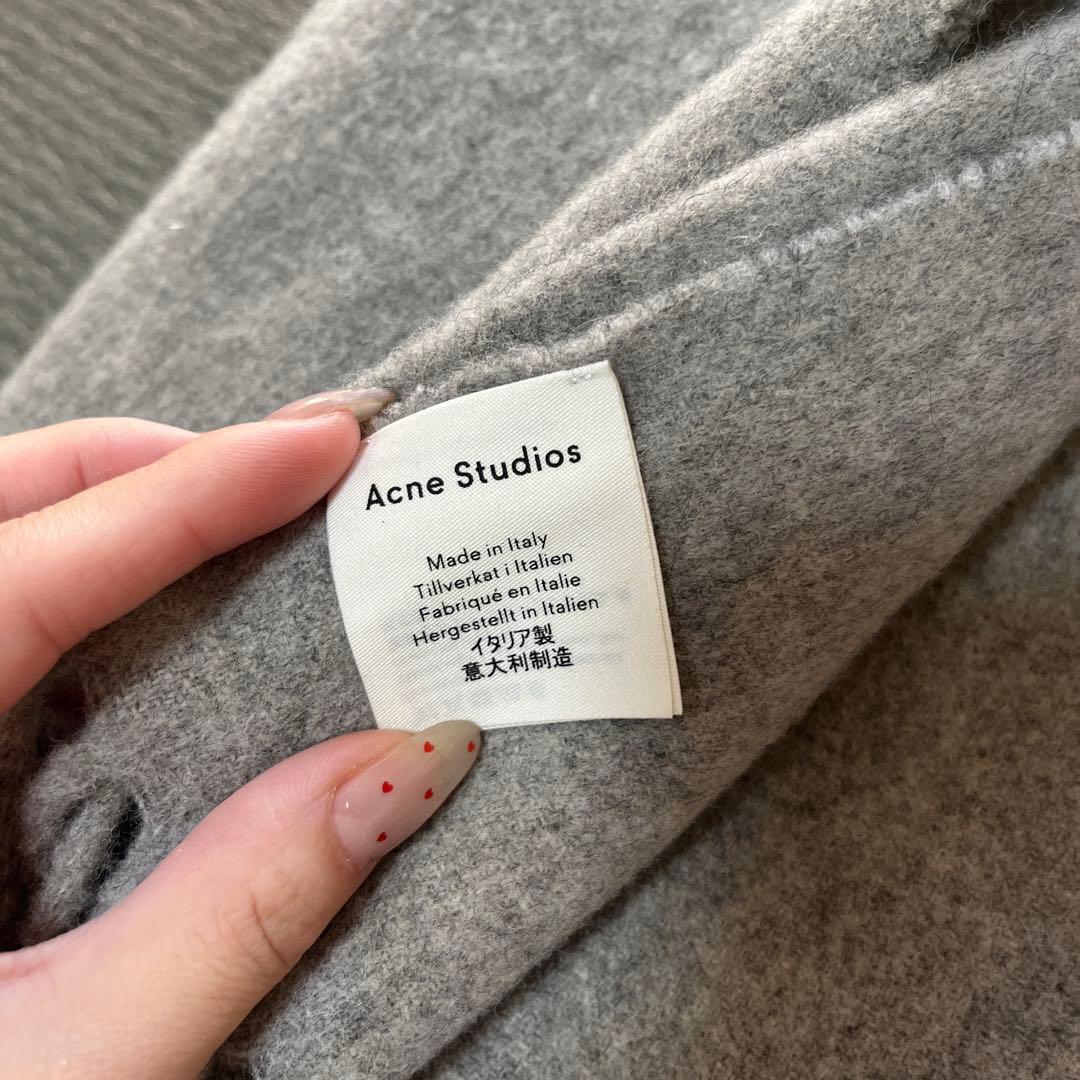 Acne Studios
Made in Italy
Tillverkat i Italien
Fabriqué en Italie
Hergestellt in Italien
イタリア製
意大利制造